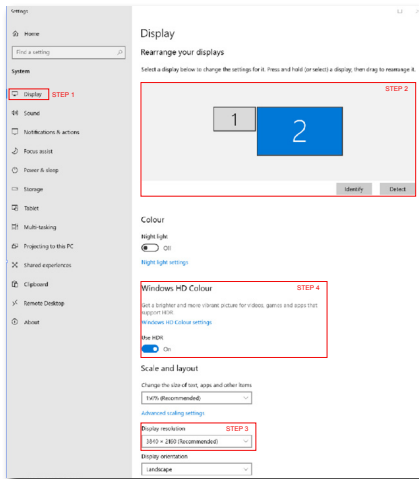 Settings
Home
Find a setting
System
Display STEP 1
Sound
Notifications & actions
Focus assist
Power & sleep
Storage
Tablet
Multi-tasking
Projecting to this PC
Shared experiences
Clipboard
Remote Desktop
About
Display
Rearrange your displays
Select a display below to change the settings for it. Press and hold (or select) a display, then drag to rearrange it.
STEP 2
1 2
Identify Detect
Colour
Night light
Off
Night light settings
Windows HD Colour STEP 4
Get a brighter and more vibrant picture for videos, games and apps that
support HDR.
Windows HD Colour settings
Use HDR
On
Scale and layout
Change the size of text, apps and other items
150% (Recommended)
Advanced scaling settings
Display resolution STEP 3
3840 × 2160 (Recommended)
Display orientation
Landscape